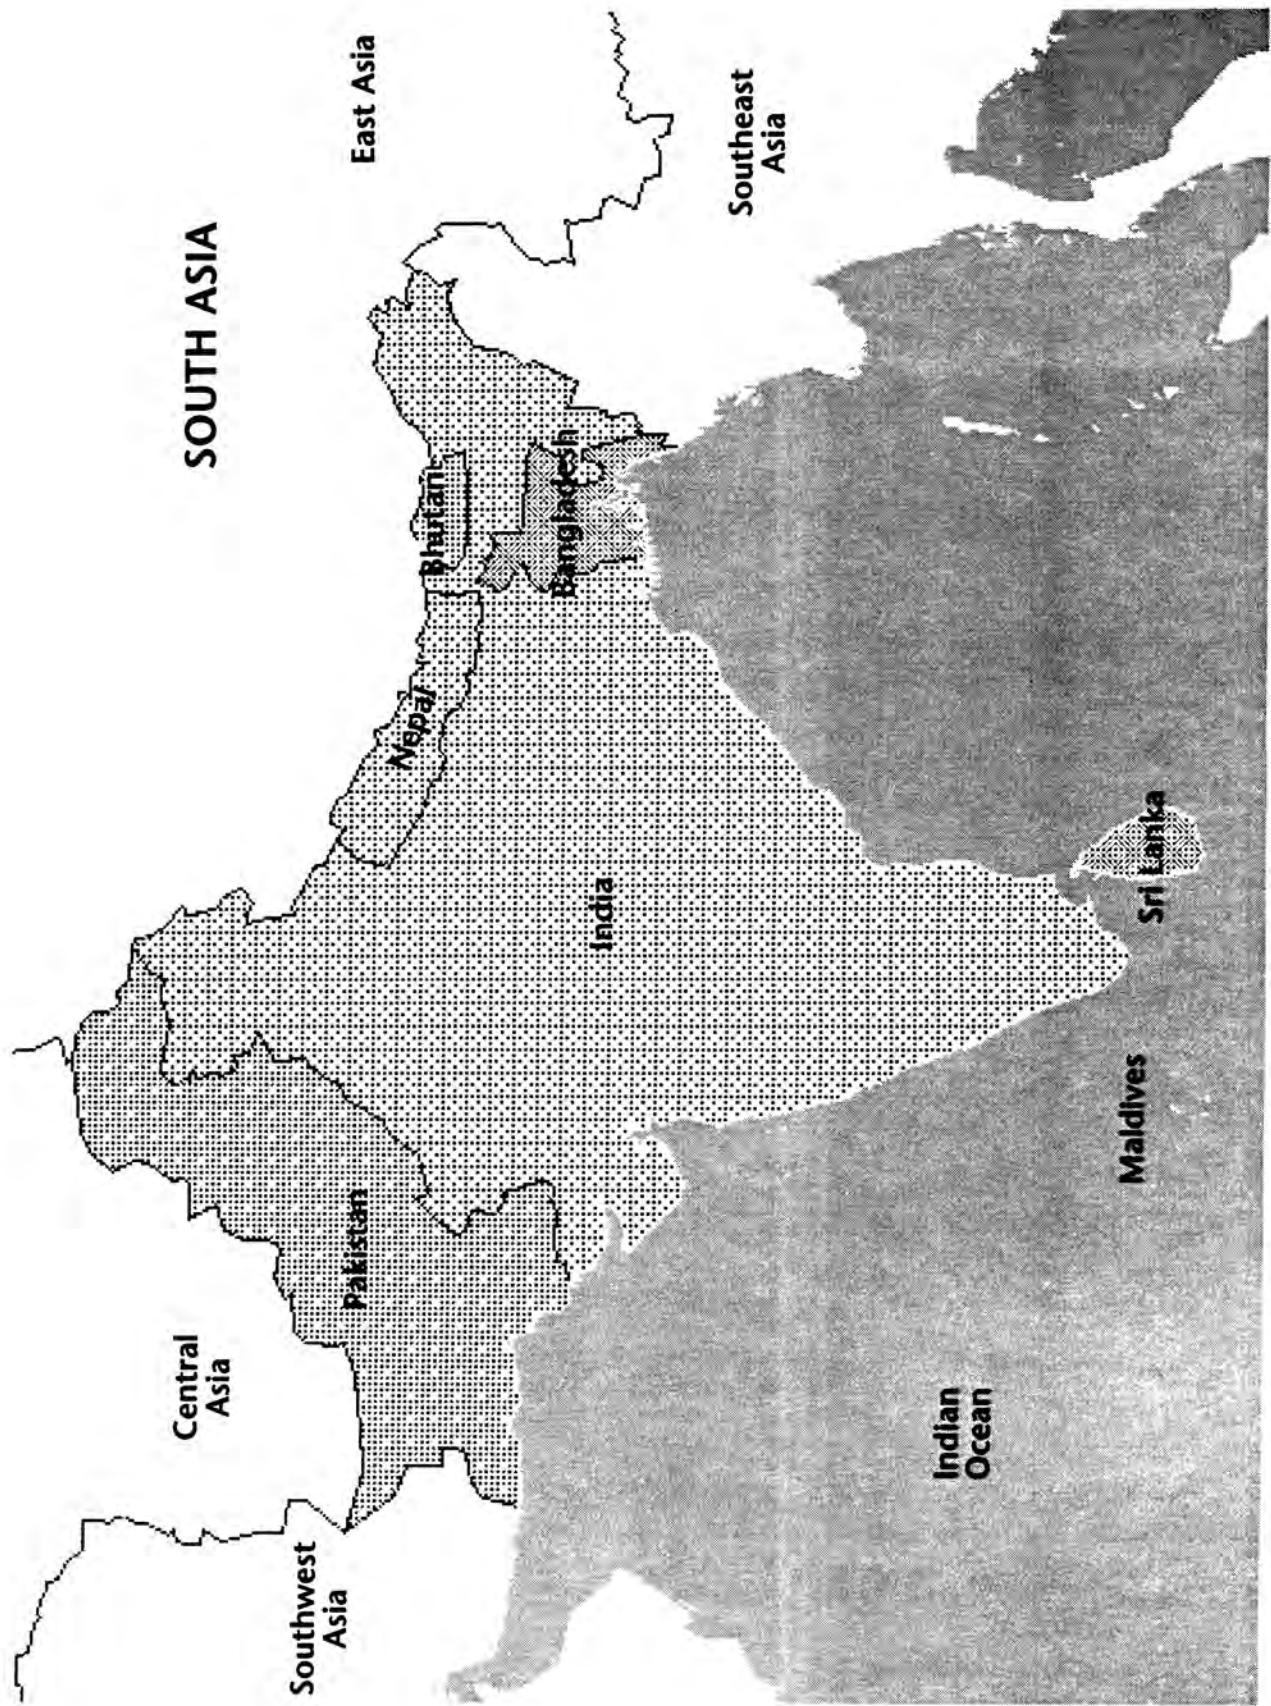 SOUTH ASIA
Central
Asia
East Asia
Southwest
Asia
Pakistan
Nepal
Bhutan
Bangladesh
India
Southeast
Asia
Indian
Ocean
Maldives
Sri Lanka